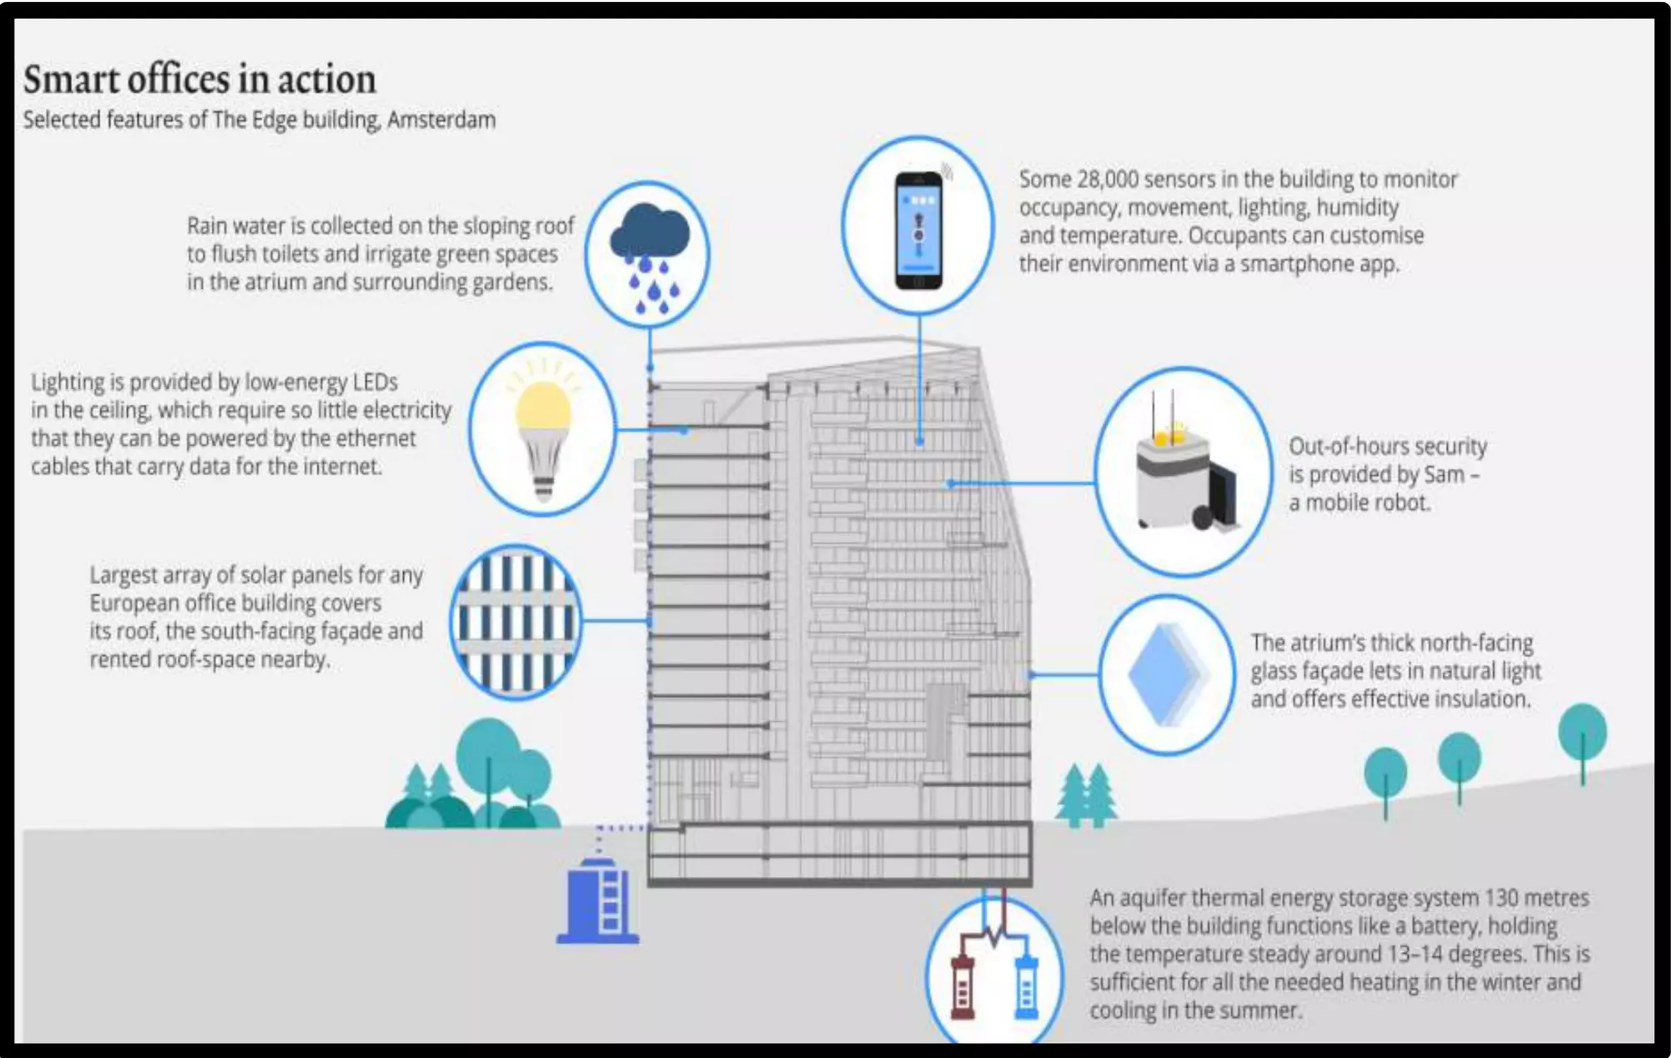 Smart offices in action
Selected features of The Edge building, Amsterdam
Rain water is collected on the sloping roof
to flush toilets and irrigate green spaces
in the atrium and surrounding gardens.
Some 28,000 sensors in the building to monitor
occupancy, movement, lighting, humidity
and temperature. Occupants can customise
their environment via a smartphone app.
Lighting is provided by low-energy LEDs
in the ceiling, which require so little electricity
that they can be powered by the ethernet
cables that carry data for the internet.
Out-of-hours security
is provided by Sam –
a mobile robot.
Largest array of solar panels for any
European office building covers
its roof, the south-facing façade and
rented roof-space nearby.
The atrium's thick north-facing
glass façade lets in natural light
and offers effective insulation.
An aquifer thermal energy storage system 130 metres
below the building functions like a battery, holding
the temperature steady around 13–14 degrees. This is
sufficient for all the needed heating in the winter and
cooling in the summer.